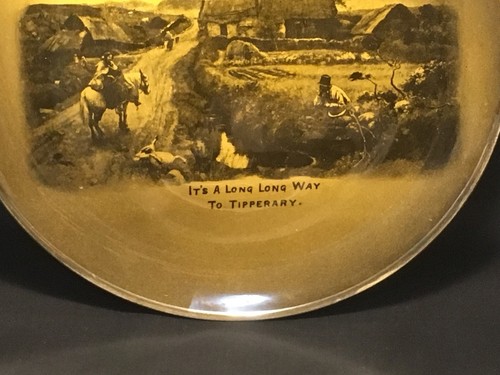 It's A Long Long Way
To Tipperary.